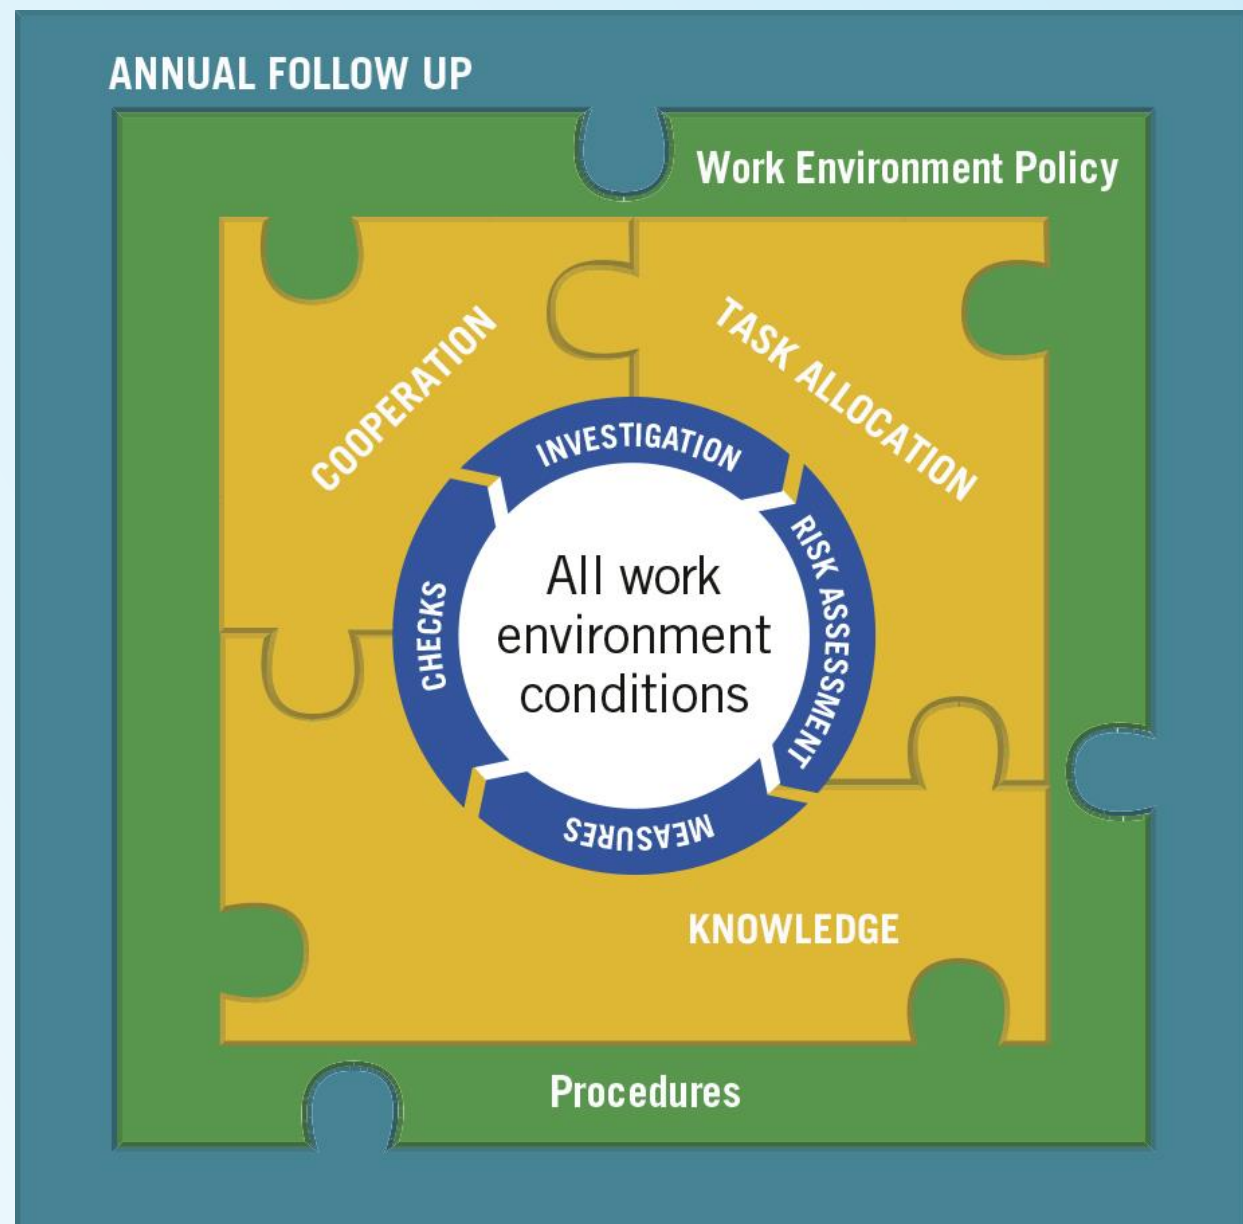 ANNUAL FOLLOW UP
Work Environment Policy
COOPERATION
TASK ALLOCATION
INVESTIGATION
RISK ASSESSMENT
MEASURES
CHECKS
All work
environment
conditions
KNOWLEDGE
Procedures